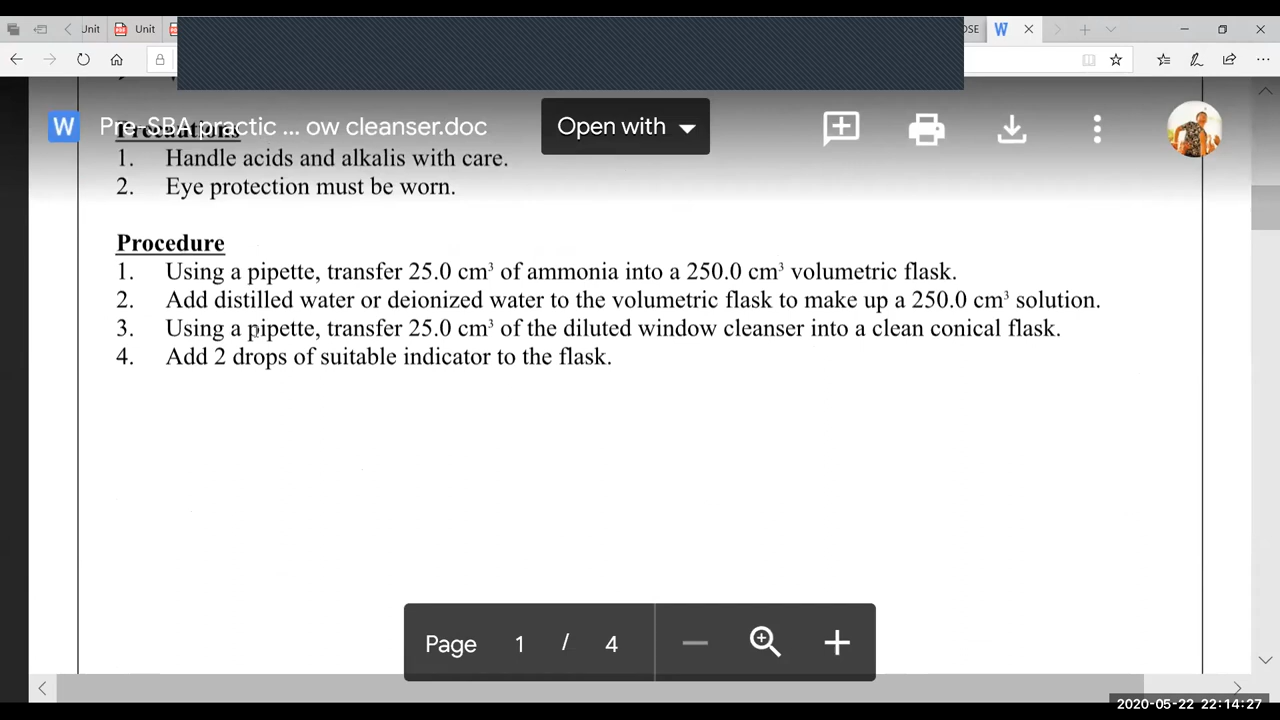 Unit
Unit
OSE
W
W
Pre-SBA practic ... ow cleanser.doc
Open with
Precautions
1. Handle acids and alkalis with care.
2. Eye protection must be worn.
Procedure
1. Using a pipette, transfer 25.0 cm³ of ammonia into a 250.0 cm³ volumetric flask.
2. Add distilled water or deionized water to the volumetric flask to make up a 250.0 cm³ solution.
3. Using a pipette, transfer 25.0 cm³ of the diluted window cleanser into a clean conical flask.
4. Add 2 drops of suitable indicator to the flask.
Page 1 / 4
2020-05-22 22:14:27